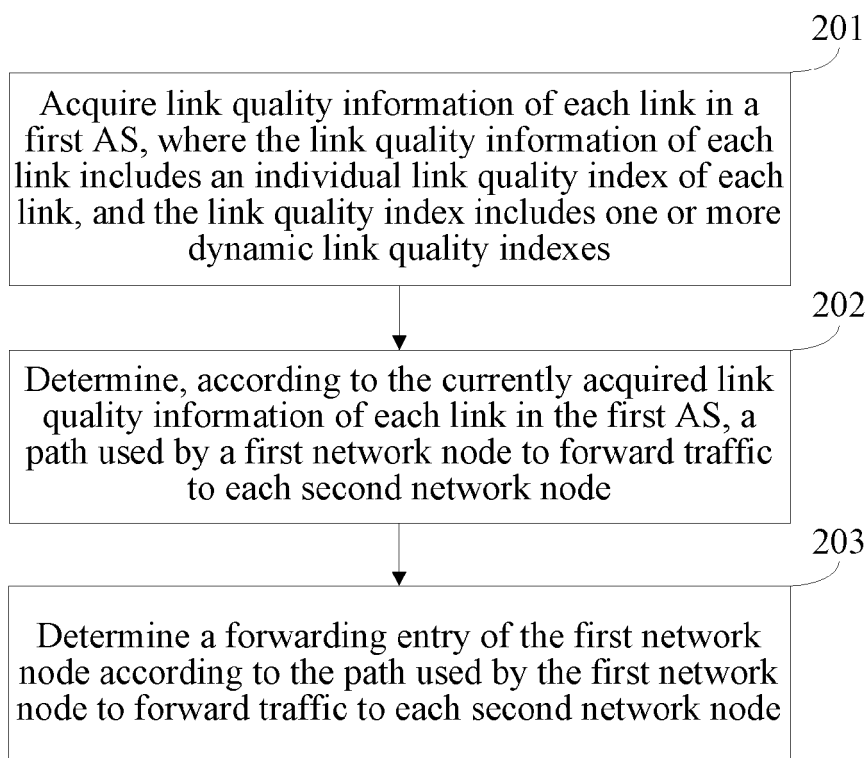 201
Acquire link quality information of each link in a
first AS, where the link quality information of each
link includes an individual link quality index of each
link, and the link quality index includes one or more
dynamic link quality indexes
202
Determine, according to the currently acquired link
quality information of each link in the first AS, a
path used by a first network node to forward traffic
to each second network node
203
Determine a forwarding entry of the first network
node according to the path used by the first network
node to forward traffic to each second network node